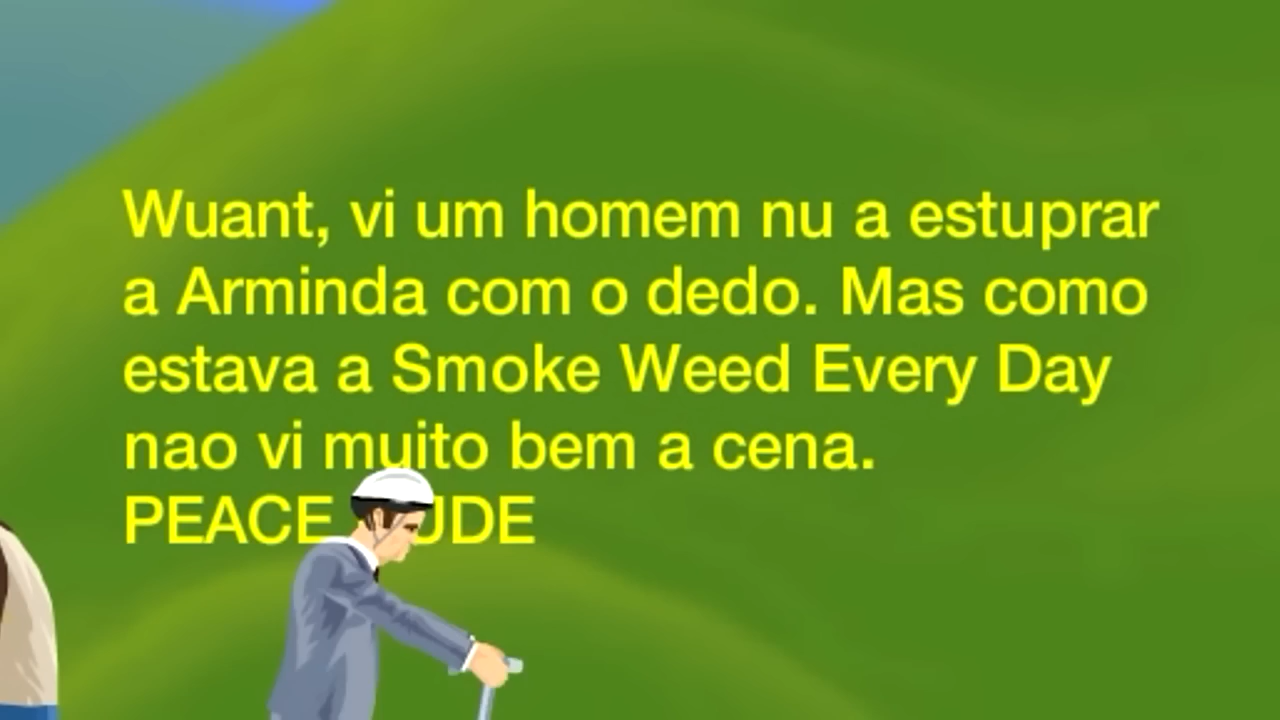 Wuant, vi um homem nu a estuprar
a Arminda com o dedo. Mas como
estava a Smoke Weed Every Day
nao vi muito bem a cena.
PEACE